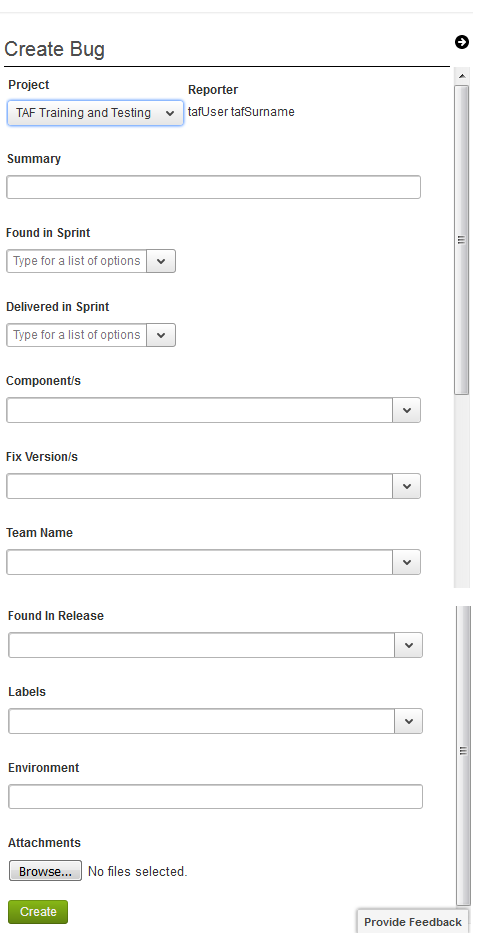 Create Bug
Project
Reporter
TAF Training and Testing
tafUser tafSurname
Summary
Found in Sprint
Type for a list of options
Delivered in Sprint
Type for a list of options
Component/s
Fix Version/s
Team Name
Found In Release
Labels
Environment
Attachments
Browse... No files selected.
Create
Provide Feedback